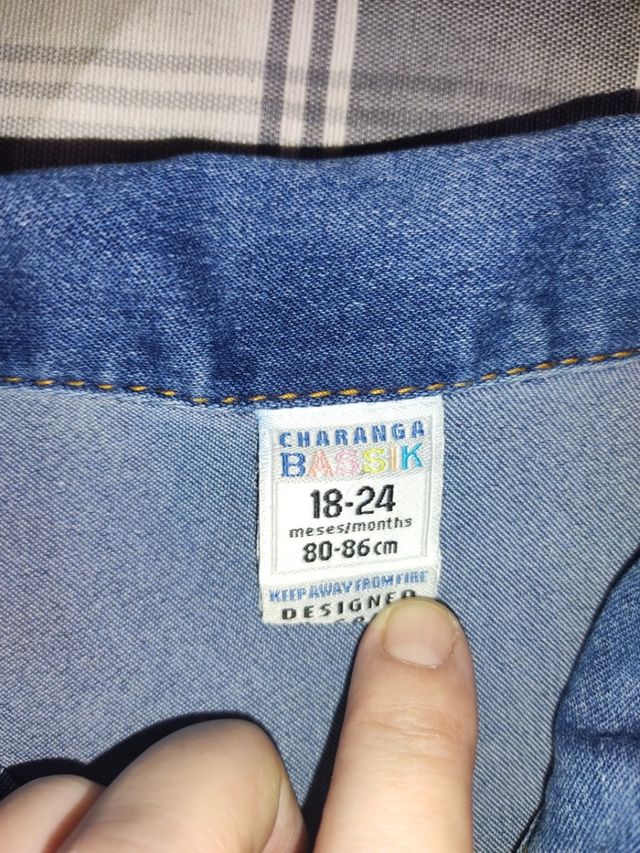 CHARANGA
BASSIK
18-24
meses/months
80-86cm
KEEP AWAY FROM FIRE
DESIGNED